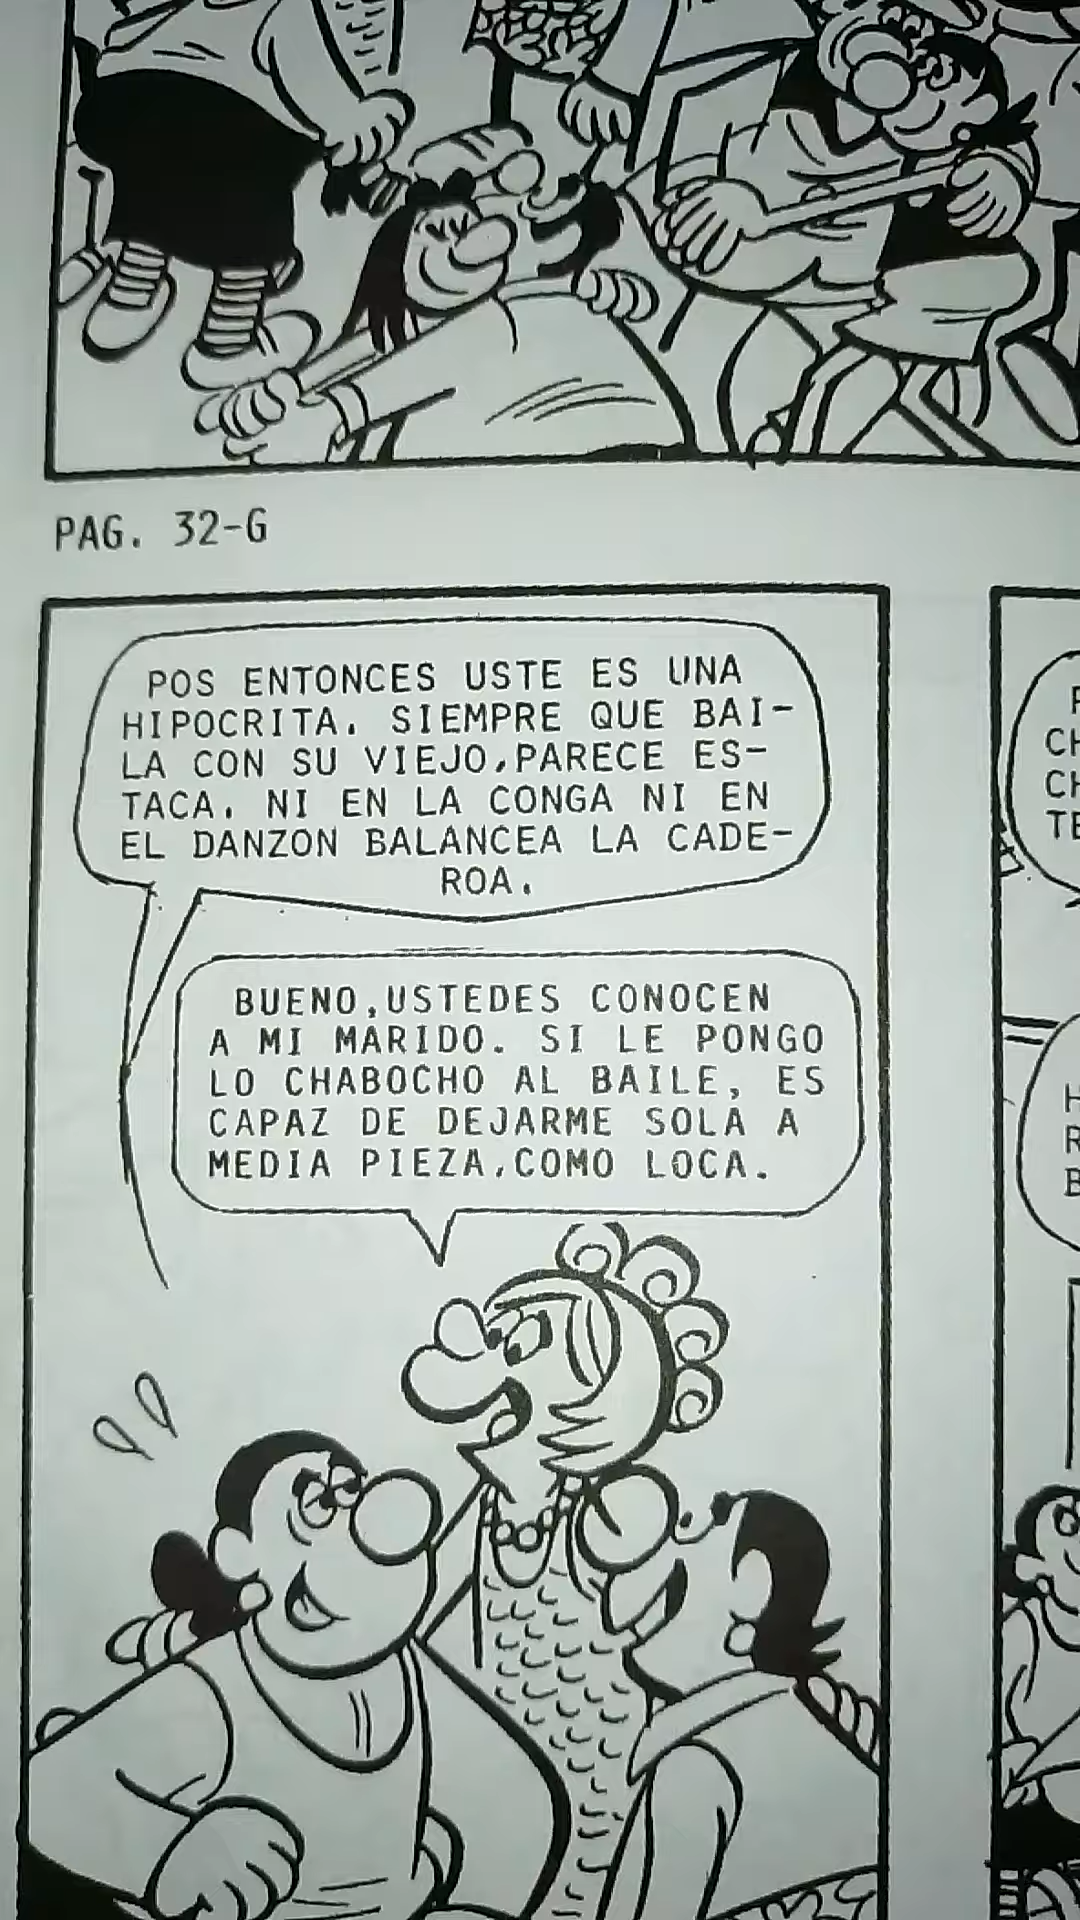 PAG. 32-G
POS ENTONCES USTE ES UNA
HIPOCRITA. SIEMPRE QUE BAI-
LA CON SU VIEJO,PARECE ES-
TACA. NI EN LA CONGA NI EN
EL DANZON BALANCEA LA CADE-
ROA.
BUENO,USTEDES CONOCEN
A MI MARIDO. SI LE PONGO
LO CHABOCHO AL BAILE, ES
CAPAZ DE DEJARME SOLA A
MEDIA PIEZA,COMO LOCA.